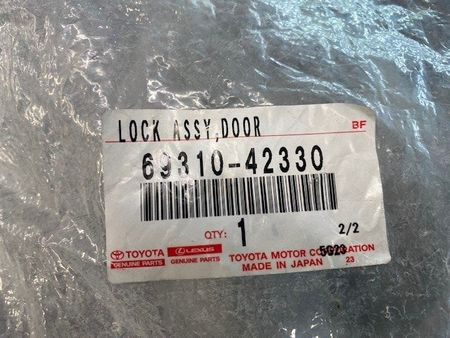 LOCK ASSY,DOOR BF
69310-42330
QTY: 1 2/2
TOYOTA LEXUS TOYOTA MOTOR CORPORATION
GENUINE PARTS GENUINE PARTS MADE IN JAPAN 5G23 23